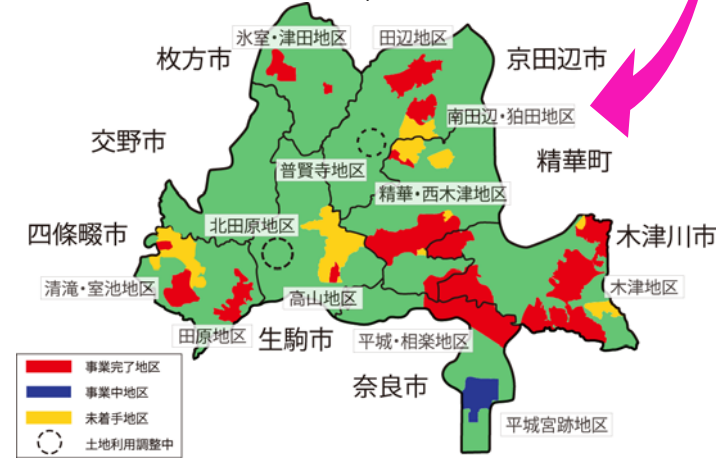 氷室・津田地区
田辺地区
枚方市
京田辺市
南田辺・狛田地区
交野市
普賢寺地区
精華町
精華・西木津地区
北田原地区
四條畷市
木津川市
清滝・室池地区
高山地区
木津地区
田原地区
生駒市
平城・相楽地区
奈良市
平城宮跡地区
事業完了地区
事業中地区
未着手地区
土地利用調整中